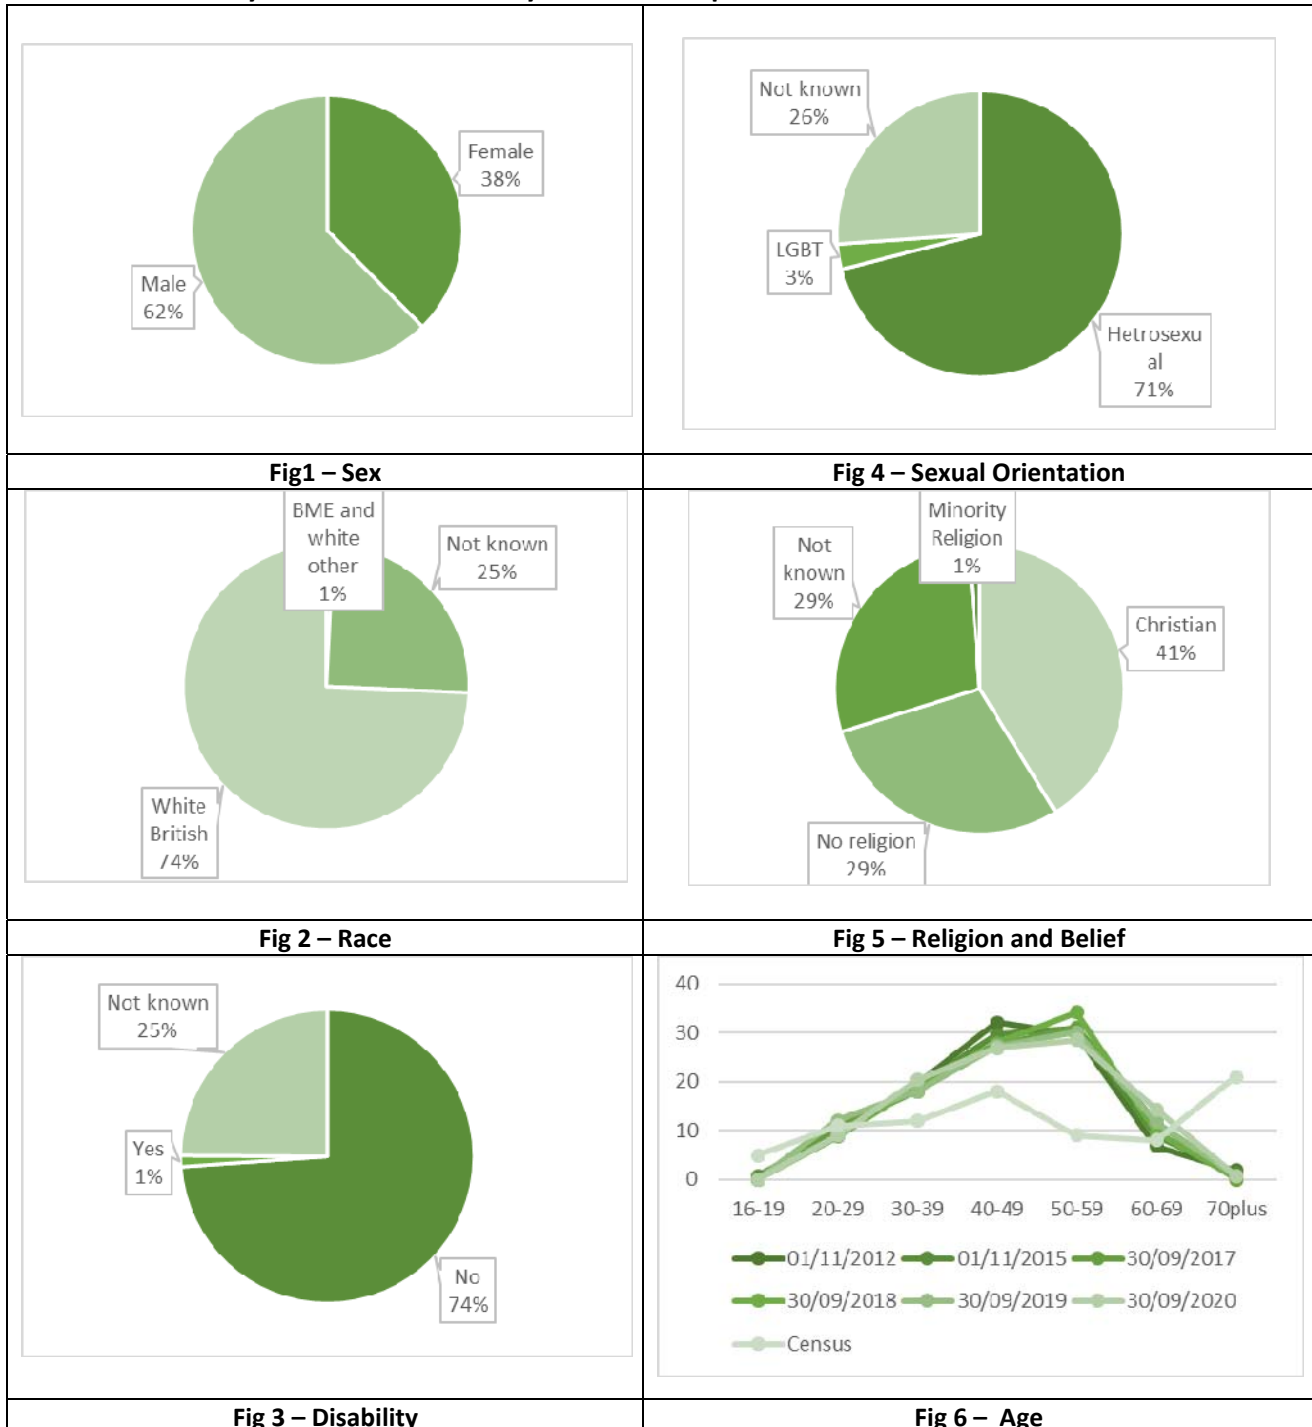 Female
38%
Male
62%
Not known
26%
LGBT
3%
Hetrosexu
al
71%
Fig1 – Sex
Fig 4 – Sexual Orientation
BME and
white
other
1%
Not known
25%
White
British
74%
Minority
Religion
1%
Not
known
29%
Christian
41%
No religion
29%
Fig 2 – Race
Fig 5 – Religion and Belief
Not known
25%
Yes
1%
No
74%
40
30
20
10
0
16-19 20-29 30-39 40-49 50-59 60-69 70plus
01/11/2012 01/11/2015 30/09/2017
30/09/2018 30/09/2019 30/09/2020
Census
Fig 3 – Disability
Fig 6 – Age